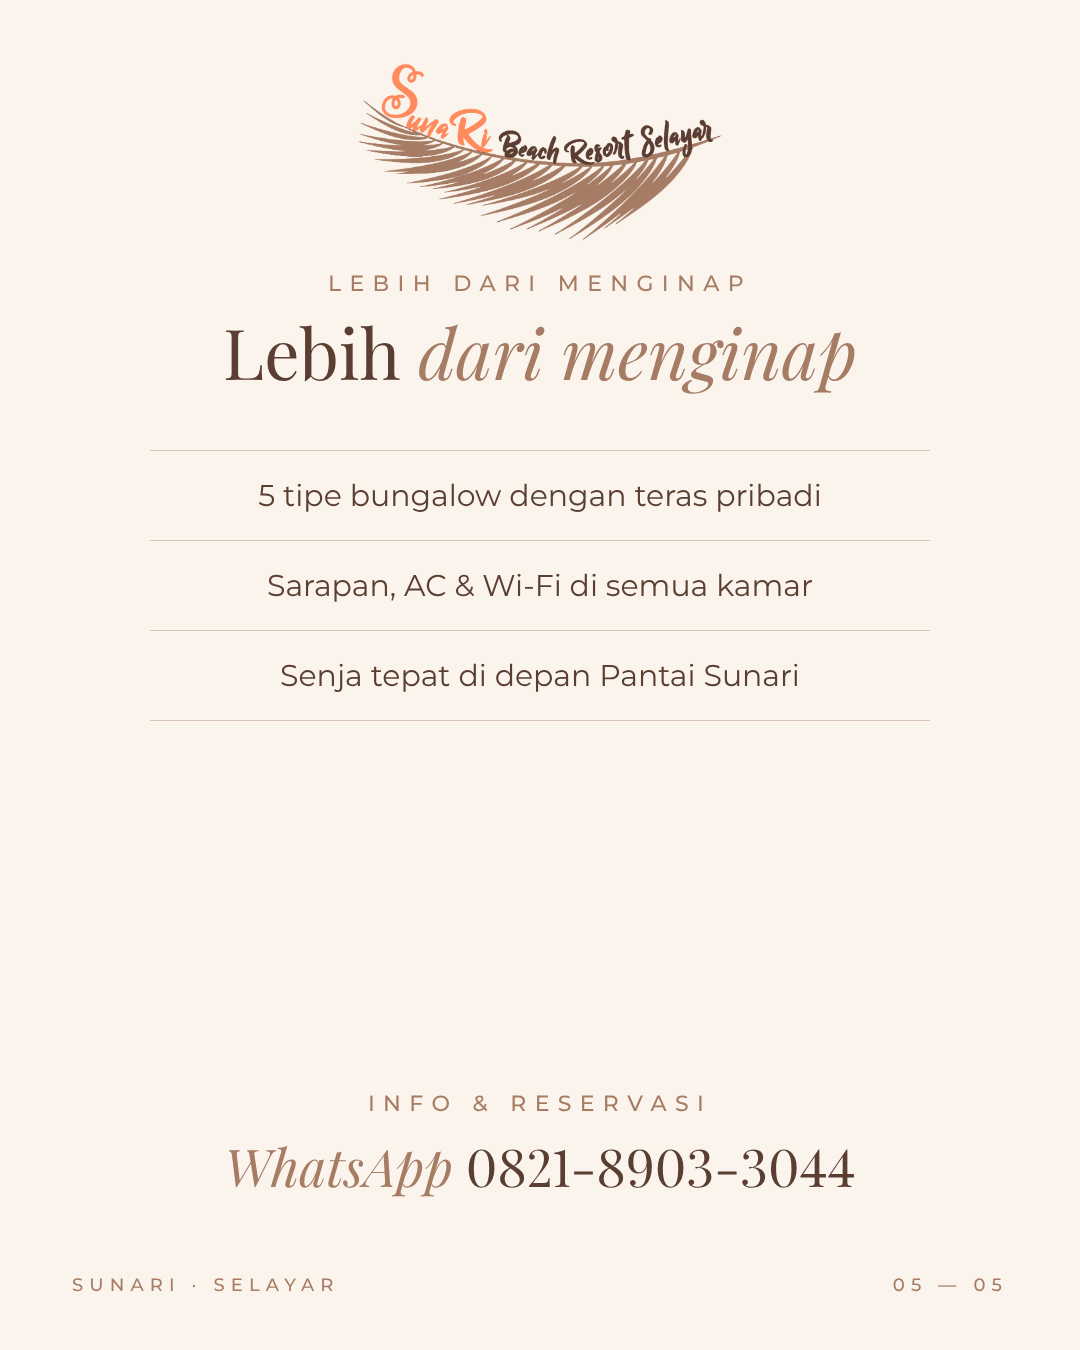 SunaRi Beach Resort Selayar
LEBIH DARI MENGINAP
Lebih dari menginap
5 tipe bungalow dengan teras pribadi
Sarapan, AC & Wi-Fi di semua kamar
Senja tepat di depan Pantai Sunari
INFO & RESERVASI
WhatsApp 0821-8903-3044
SUNARI · SELAYAR
05 — 05